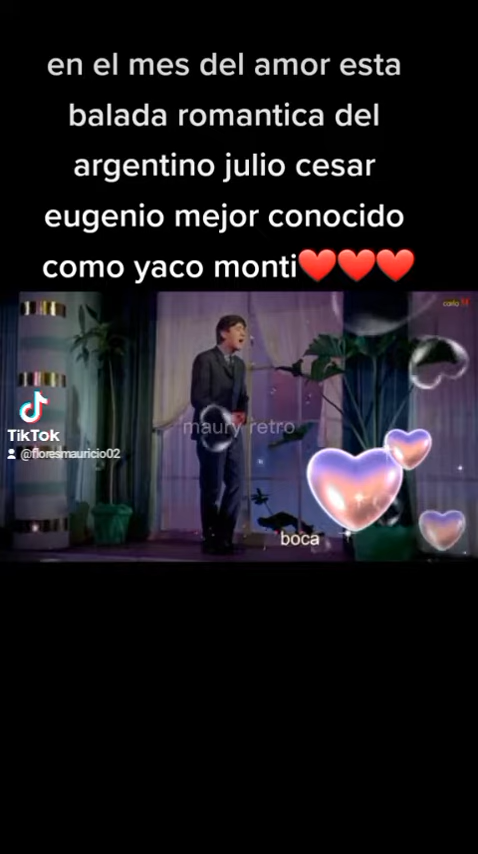 en el mes del amor esta
balada romantica del
argentino julio cesar
eugenio mejor conocido
como yaco monti❤️❤️❤️
maury retro
TikTok
@floresmauricio02
boca